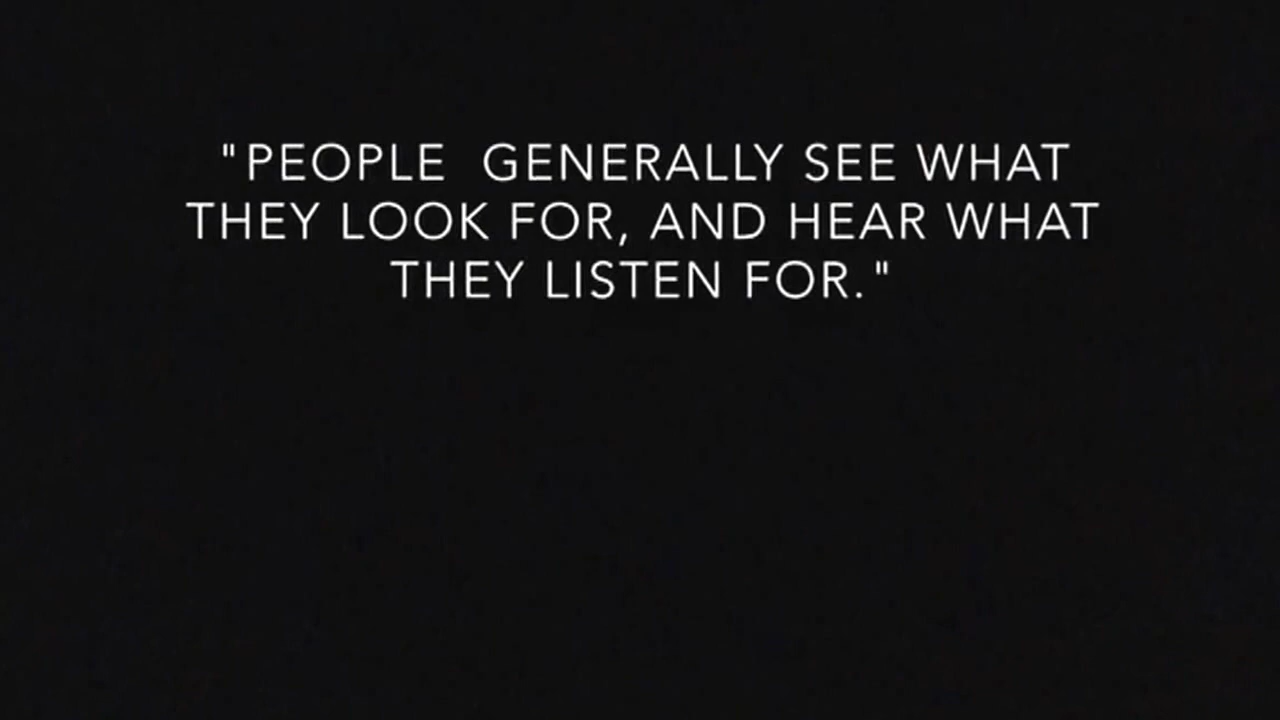 "PEOPLE  GENERALLY SEE WHAT
THEY LOOK FOR, AND HEAR WHAT
THEY LISTEN FOR."